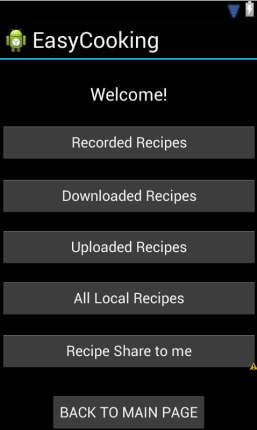 EasyCooking
Welcome!
Recorded Recipes
Downloaded Recipes
Uploaded Recipes
All Local Recipes
Recipe Share to me
BACK TO MAIN PAGE